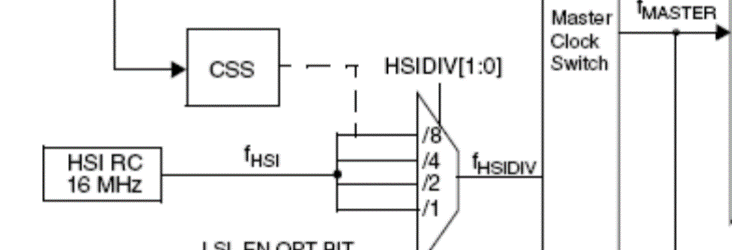 fMASTER
Master
Clock
Switch
CSS
HSIDIV[1:0]
/8
HSI RC
16 MHz
fHSI
/4
fHSIDIV
/2
/1